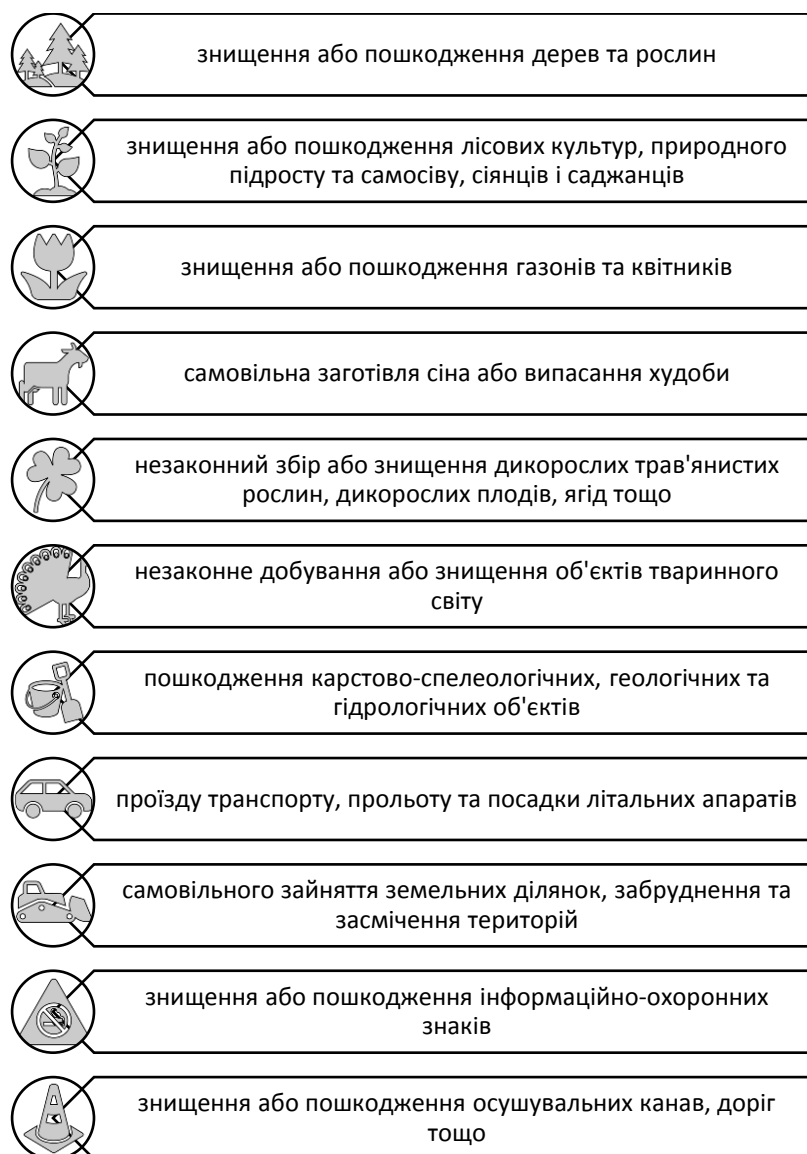 знищення або пошкодження дерев та рослин
знищення або пошкодження лісових культур, природного
підросту та самосіву, сіянців і саджанців
знищення або пошкодження газонів та квітників
самовільна заготівля сіна або випасання худоби
незаконний збір або знищення дикорослих трав'янистих
рослин, дикорослих плодів, ягід тощо
незаконне добування або знищення об'єктів тваринного
світу
пошкодження карстово-спелеологічних, геологічних та
гідрологічних об'єктів
проїзду транспорту, прольоту та посадки літальних апаратів
самовільного зайняття земельних ділянок, забруднення та
засмічення територій
знищення або пошкодження інформаційно-охоронних
знаків
знищення або пошкодження осушувальних канав, доріг
тощо